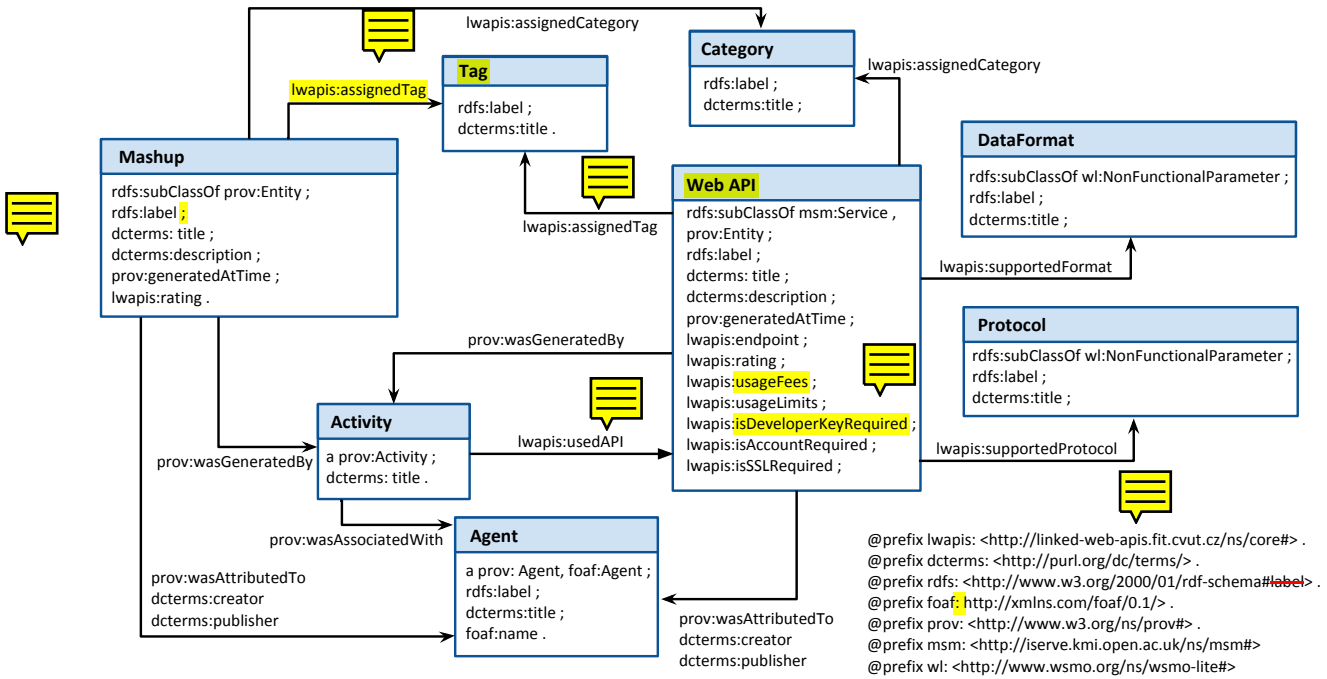 lwapis:assignedCategory
Category
rdfs:label ;
dcterms:title ;
lwapis:assignedCategory
Tag
rdfs:label ;
dcterms:title .
lwapis:assignedTag
Mashup
rdfs:subClassOf prov:Entity ;
rdfs:label ;
dcterms: title ;
dcterms:description ;
prov:generatedAtTime ;
lwapis:rating .
lwapis:assignedTag
Web API
rdfs:subClassOf msm:Service ,
prov:Entity ;
rdfs:label ;
dcterms: title ;
dcterms:description ;
prov:generatedAtTime ;
lwapis:endpoint ;
lwapis:rating ;
lwapis:usageFees ;
lwapis:usageLimits ;
lwapis:isDeveloperKeyRequired ;
lwapis:isAccountRequired ;
lwapis:isSSLRequired ;
DataFormat
rdfs:subClassOf wl:NonFunctionalParameter ;
rdfs:label ;
dcterms:title ;
lwapis:supportedFormat
Protocol
rdfs:subClassOf wl:NonFunctionalParameter ;
rdfs:label ;
dcterms:title ;
lwapis:supportedProtocol
prov:wasGeneratedBy
Activity
a prov:Activity ;
dcterms: title .
lwapis:usedAPI
prov:wasGeneratedBy
prov:wasAssociatedWith
Agent
a prov: Agent, foaf:Agent ;
rdfs:label ;
dcterms:title ;
foaf:name .
prov:wasAttributedTo
dcterms:creator
dcterms:publisher
prov:wasAttributedTo
dcterms:creator
dcterms:publisher
@prefix lwapis: <http://linked-web-apis.fit.cvut.cz/ns/core#> .
@prefix dcterms: <http://purl.org/dc/terms/> .
@prefix rdfs: <http://www.w3.org/2000/01/rdf-schema#label> .
@prefix foaf: http://xmlns.com/foaf/0.1/> .
@prefix prov: <http://www.w3.org/ns/prov#> .
@prefix msm: <http://iserve.kmi.open.ac.uk/ns/msm#>
@prefix wl: <http://www.wsmo.org/ns/wsmo-lite#>